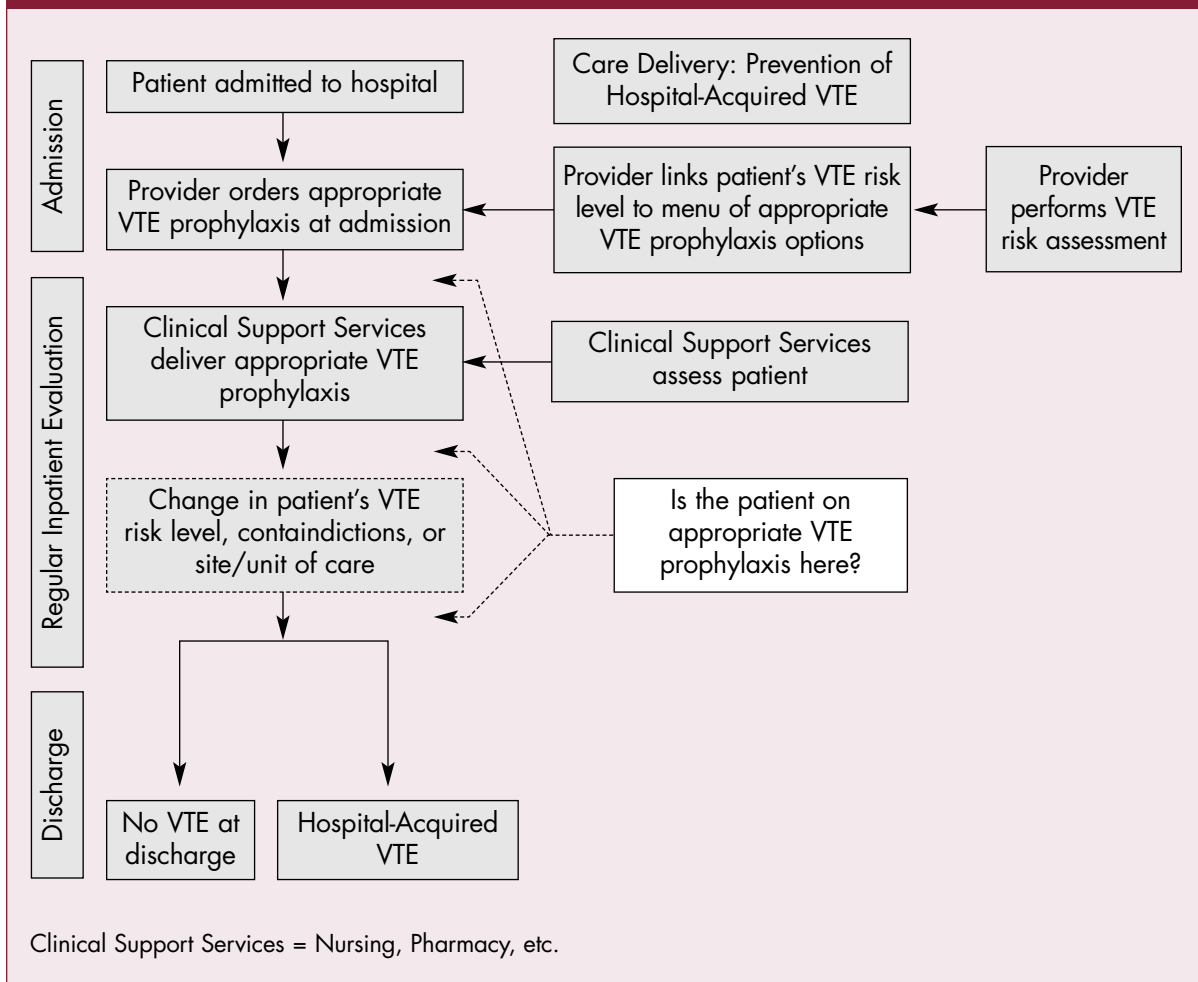 Admission
Patient admitted to hospital
Care Delivery: Prevention of
Hospital-Acquired VTE
Provider orders appropriate
VTE prophylaxis at admission
Provider links patient's VTE risk
level to menu of appropriate
VTE prophylaxis options
Provider
performs VTE
risk assessment
Regular Inpatient Evaluation
Clinical Support Services
deliver appropriate VTE
prophylaxis
Clinical Support Services
assess patient
Change in patient's VTE
risk level, containdictions, or
site/unit of care
Is the patient on
appropriate VTE
prophylaxis here?
Discharge
No VTE at
discharge
Hospital-Acquired
VTE
Clinical Support Services = Nursing, Pharmacy, etc.